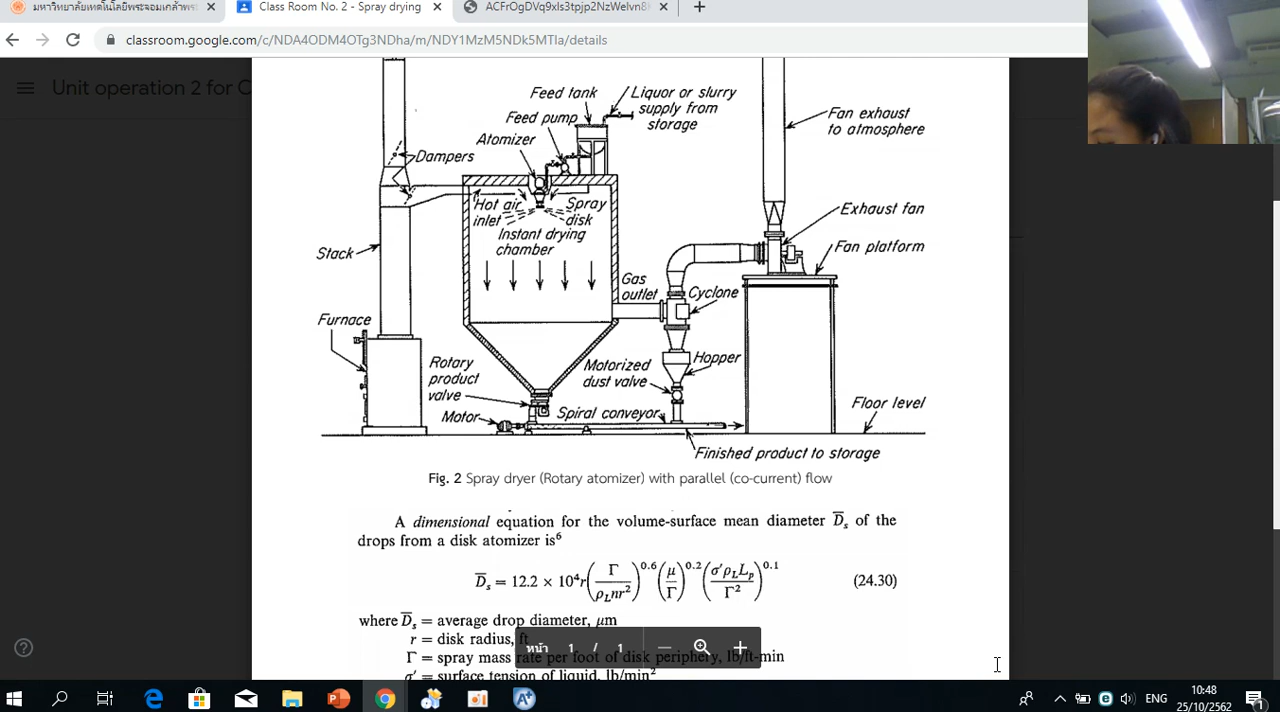 มหาวิทยาลัยเทคโนโลยีพระจอมเกล้าพระ
Class Room No. 2 - Spray drying
ACFrOgDVq9xls3tpjp2NzWelvn8
classroom.google.com/c/NDA4ODM4OTg3NDha/m/NDY1MzM5NDk5MTla/details
Unit operation 2 for C
Feed tank
Liquor or slurry
supply from
storage
Feed pump
Atomizer
Fan exhaust
to atmosphere
Dampers
Hot air
inlet
Spray
disk
Exhaust fan
Instant drying
chamber
Fan platform
Stack
Gas
outlet
Cyclone
Furnace
Rotary
product
valve
Motorized
dust valve
Hopper
Floor level
Motor
Spiral conveyor
Finished product to storage
Fig. 2 Spray dryer (Rotary atomizer) with parallel (co-current) flow
A dimensional equation for the volume-surface mean diameter D̄s of the
drops from a disk atomizer is⁶
D̄s = 12.2 × 10⁴r(Γ/ρLnr²)^0.6 (μ/Γ)^0.2 (σ′ρLLp/Γ²)^0.1 (24.30)
where D̄s = average drop diameter, μm
r = disk radius, ft
Γ = spray mass rate per foot of disk periphery, lb/ft-min
σ′ = surface tension of liquid, lb/min²
หน้า 1 / 1
ENG
10:48
25/10/2562
1